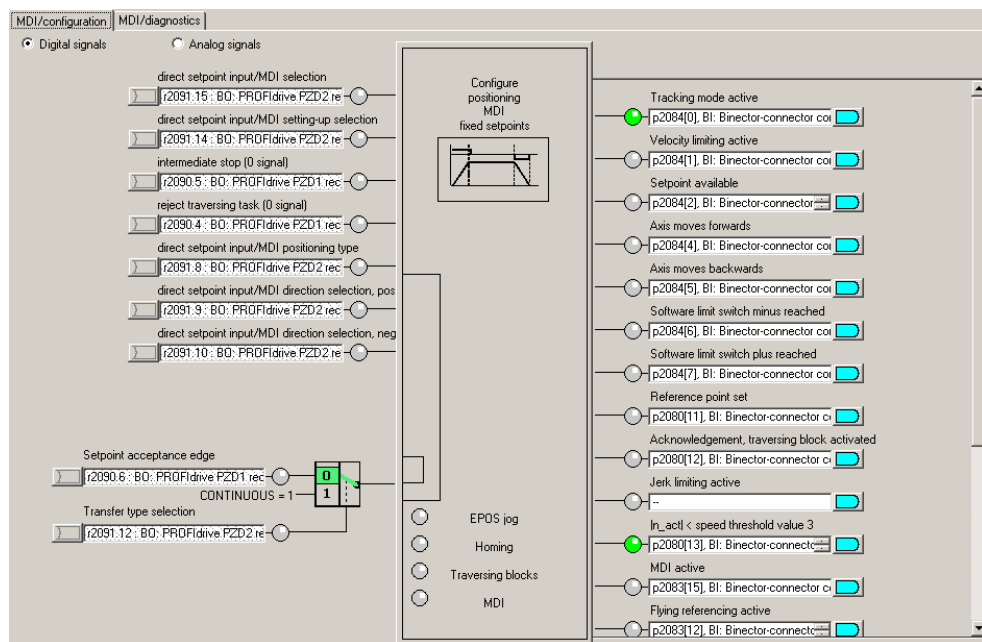 MDI/configuration MDI/diagnostics
Digital signals Analog signals
direct setpoint input/MDI selection
r2091.15 : BO: PROFIdrive PZD2 re
direct setpoint input/MDI setting-up selection
r2091.14 : BO: PROFIdrive PZD2 re
intermediate stop (0 signal)
r2090.5 : BO: PROFIdrive PZD1 rec
reject traversing task (0 signal)
r2090.4 : BO: PROFIdrive PZD1 rec
direct setpoint input/MDI positioning type
r2091.8 : BO: PROFIdrive PZD2 rec
direct setpoint input/MDI direction selection, pos
r2091.9 : BO: PROFIdrive PZD2 rec
direct setpoint input/MDI direction selection, neg
r2091.10 : BO: PROFIdrive PZD2 re
Setpoint acceptance edge
r2090.6 : BO: PROFIdrive PZD1 rec
0
CONTINUOUS = 1
1
Transfer type selection
r2091.12 : BO: PROFIdrive PZD2 re
Configure
positioning
MDI
fixed setpoints
EPOS jog
Homing
Traversing blocks
MDI
Tracking mode active
p2084[0], BI: Binector-connector co
Velocity limiting active
p2084[1], BI: Binector-connector co
Setpoint available
p2084[2], BI: Binector-connector
Axis moves forwards
p2084[4], BI: Binector-connector co
Axis moves backwards
p2084[5], BI: Binector-connector co
Software limit switch minus reached
p2084[6], BI: Binector-connector co
Software limit switch plus reached
p2084[7], BI: Binector-connector co
Reference point set
p2080[11], BI: Binector-connector c
Acknowledgement, traversing block activated
p2080[12], BI: Binector-connector c
Jerk limiting active
--
|n_act| < speed threshold value 3
p2080[13], BI: Binector-connecto
MDI active
p2083[15], BI: Binector-connector c
Flying referencing active
p2083[12], BI: Binector-connecto